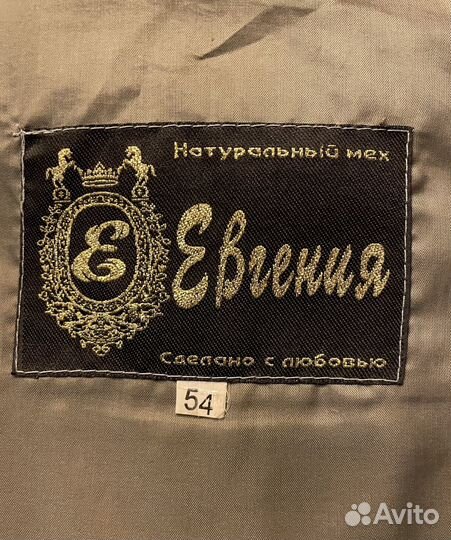 Натуральный мех
Е
Евгения
Сделано с любовью
54
Avito